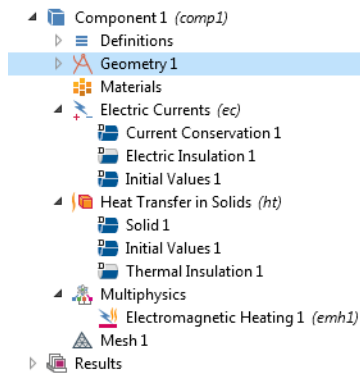 Component 1 (comp1)
Definitions
Geometry 1
Materials
Electric Currents (ec)
Current Conservation 1
Electric Insulation 1
Initial Values 1
Heat Transfer in Solids (ht)
Solid 1
Initial Values 1
Thermal Insulation 1
Multiphysics
Electromagnetic Heating 1 (emh1)
Mesh 1
Results